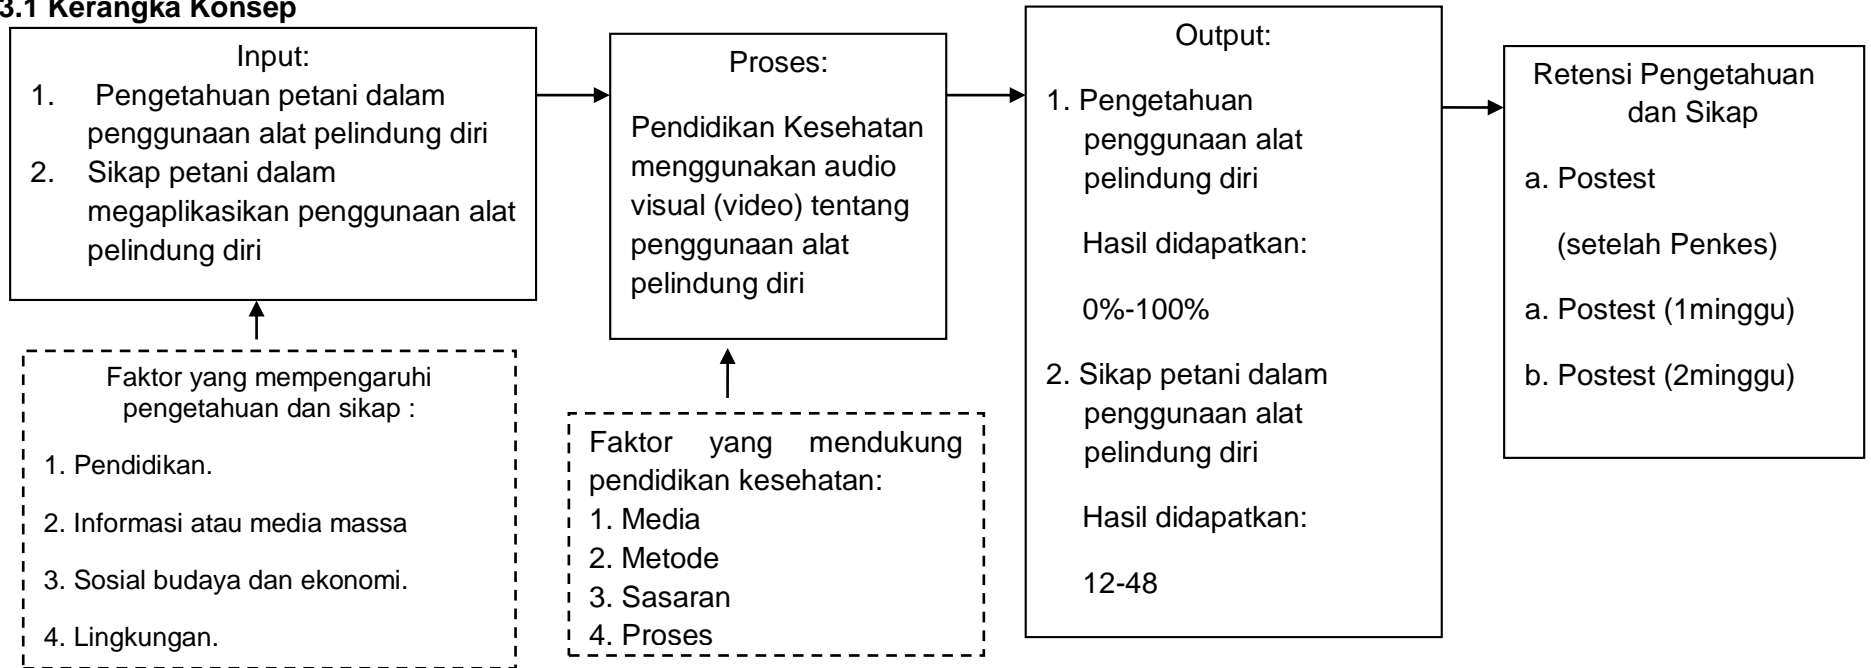 3.1 Kerangka Konsep
Input:
1. Pengetahuan petani dalam
penggunaan alat pelindung diri
2. Sikap petani dalam
megaplikasikan penggunaan alat
pelindung diri
Faktor yang mempengaruhi
pengetahuan dan sikap :
1. Pendidikan.
2. Informasi atau media massa
3. Sosial budaya dan ekonomi.
4. Lingkungan.
Proses:
Pendidikan Kesehatan
menggunakan audio
visual (video) tentang
penggunaan alat
pelindung diri
Faktor yang mendukung
pendidikan kesehatan:
1. Media
2. Metode
3. Sasaran
4. Proses
Output:
1. Pengetahuan
penggunaan alat
pelindung diri
Hasil didapatkan:
0%-100%
2. Sikap petani dalam
penggunaan alat
pelindung diri
Hasil didapatkan:
12-48
Retensi Pengetahuan
dan Sikap
a. Postest
(setelah Penkes)
a. Postest (1minggu)
b. Postest (2minggu)